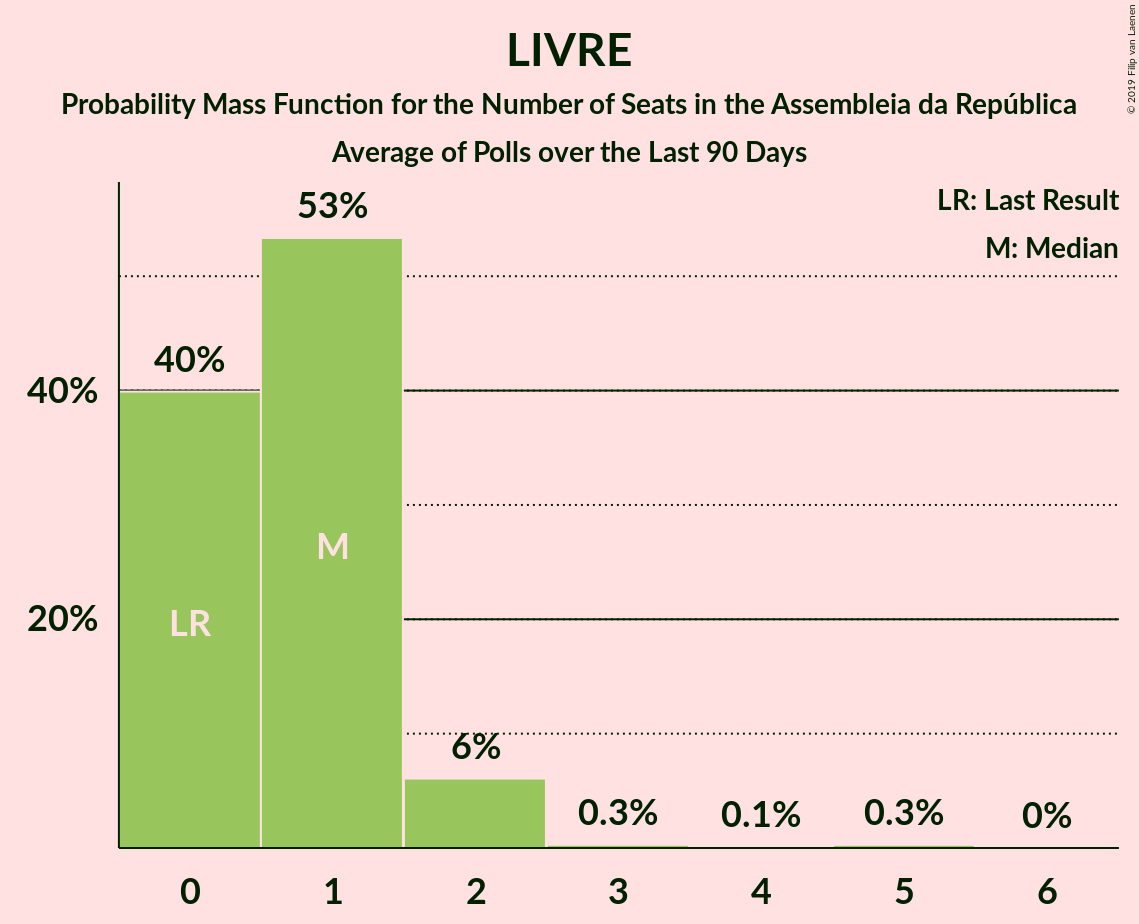 LIVRE
Probability Mass Function for the Number of Seats in the Assembleia da República
Average of Polls over the Last 90 Days
© 2019 Filip van Laenen
LR: Last Result
M: Median
53%
40%
40%
M
20%
LR
6%
0.3%
0.1%
0.3%
0%
0 1 2 3 4 5 6